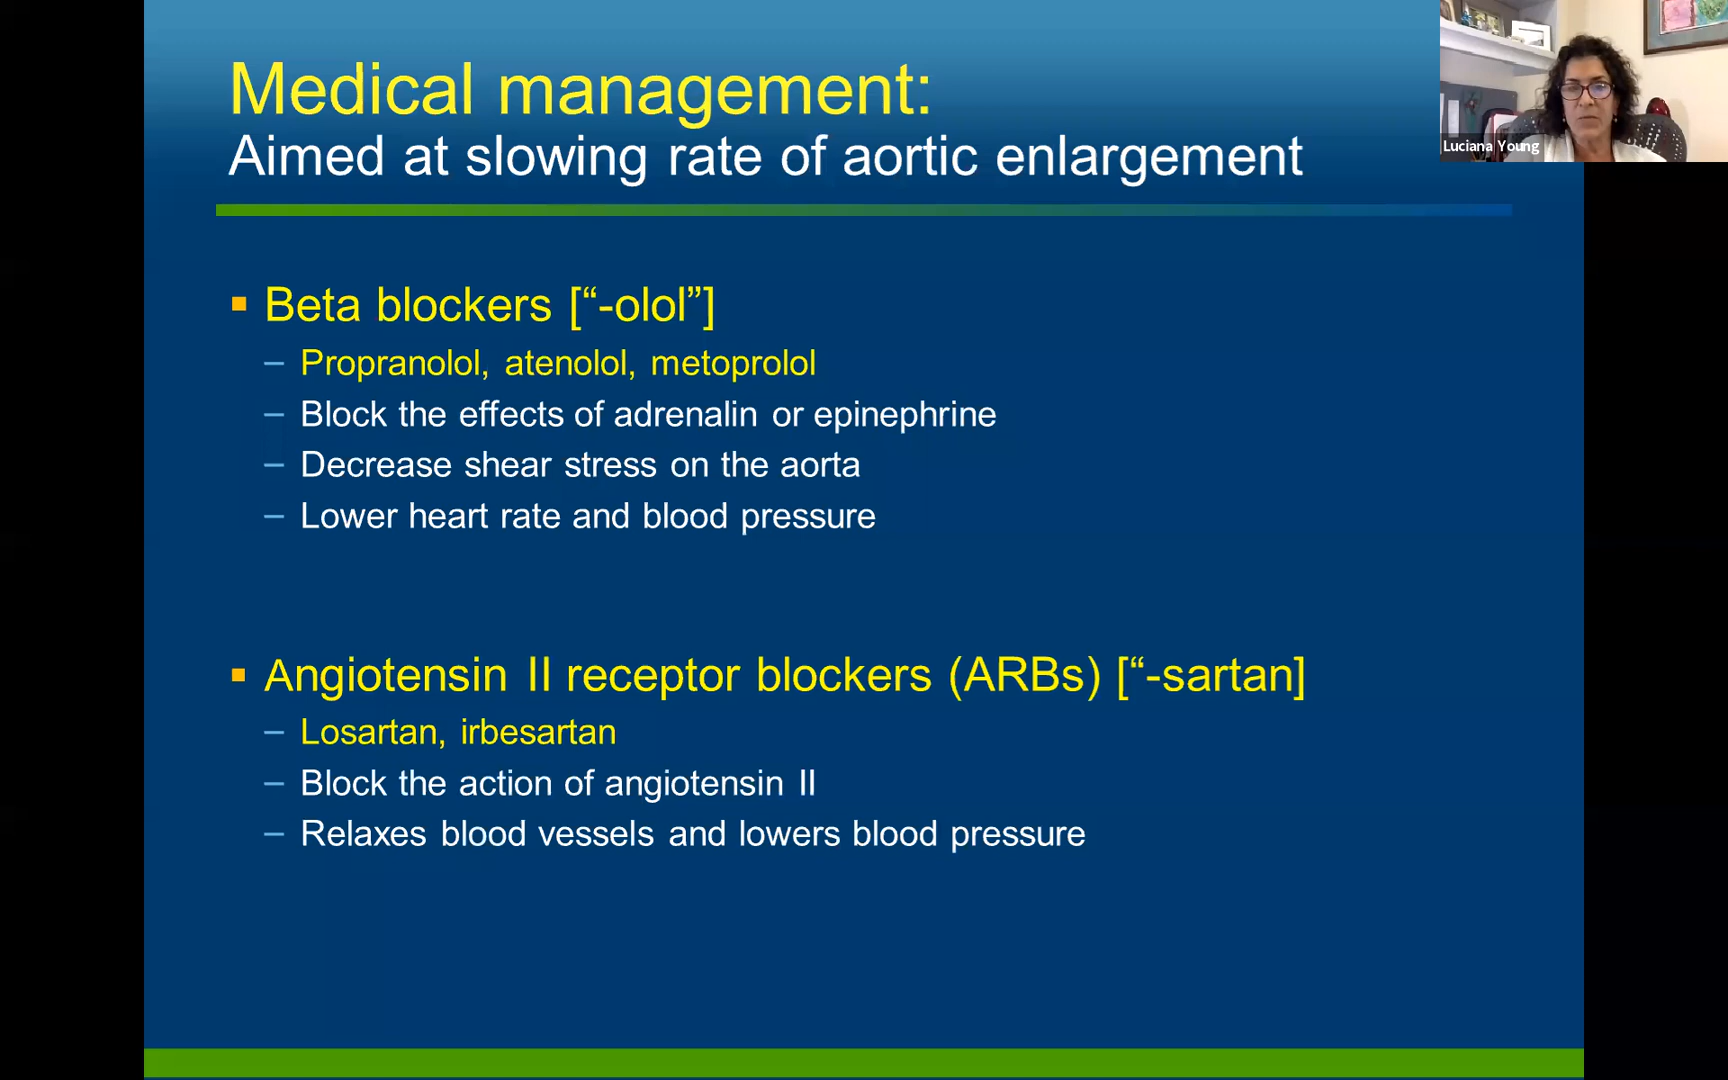 Medical management:
Aimed at slowing rate of aortic enlargement
Luciana Young
Beta blockers [“-olol”]
– Propranolol, atenolol, metoprolol
– Block the effects of adrenalin or epinephrine
– Decrease shear stress on the aorta
– Lower heart rate and blood pressure
Angiotensin II receptor blockers (ARBs) [“-sartan]
– Losartan, irbesartan
– Block the action of angiotensin II
– Relaxes blood vessels and lowers blood pressure